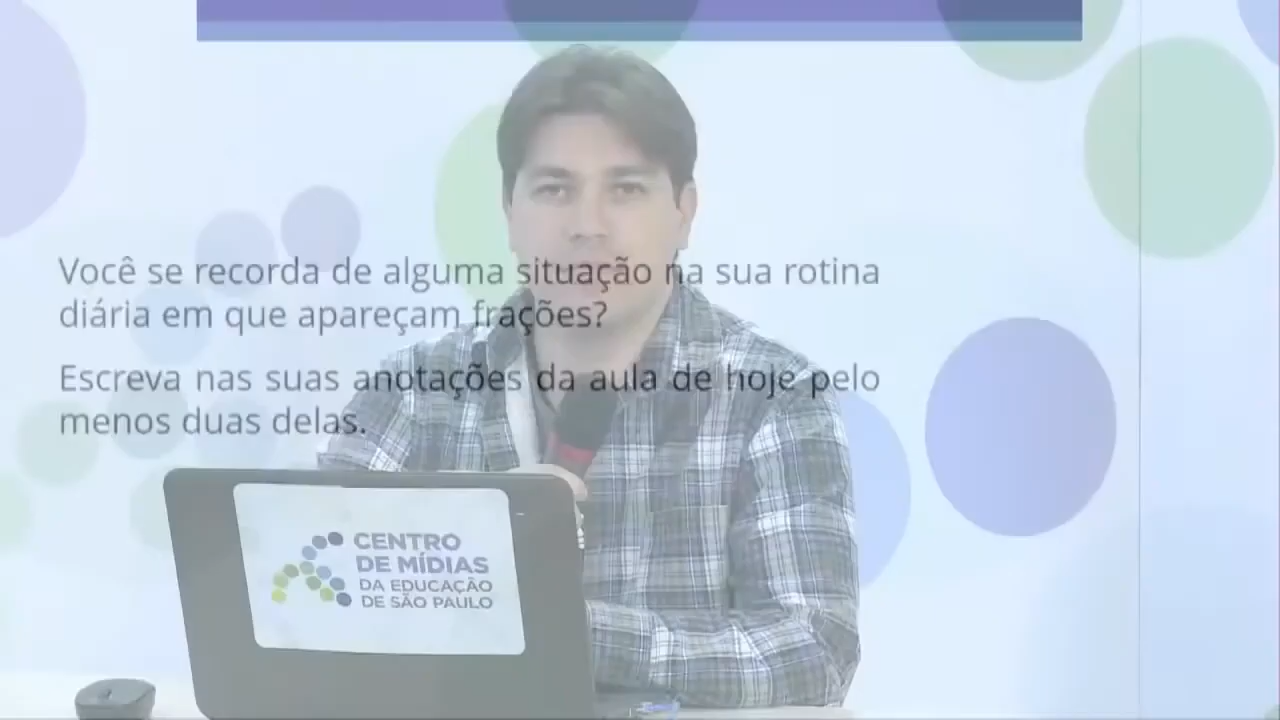 Você se recorda de alguma situação na sua rotina
diária em que apareçam frações?
Escreva nas suas anotações da aula de hoje pelo
menos duas delas.
CENTRO
DE MÍDIAS
DA EDUCAÇÃO
DE SÃO PAULO